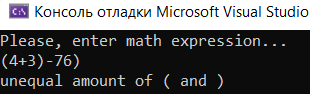 Консоль отладки Microsoft Visual Studio
Please, enter math expression...
(4+3)-76)
unequal amount of ( and )